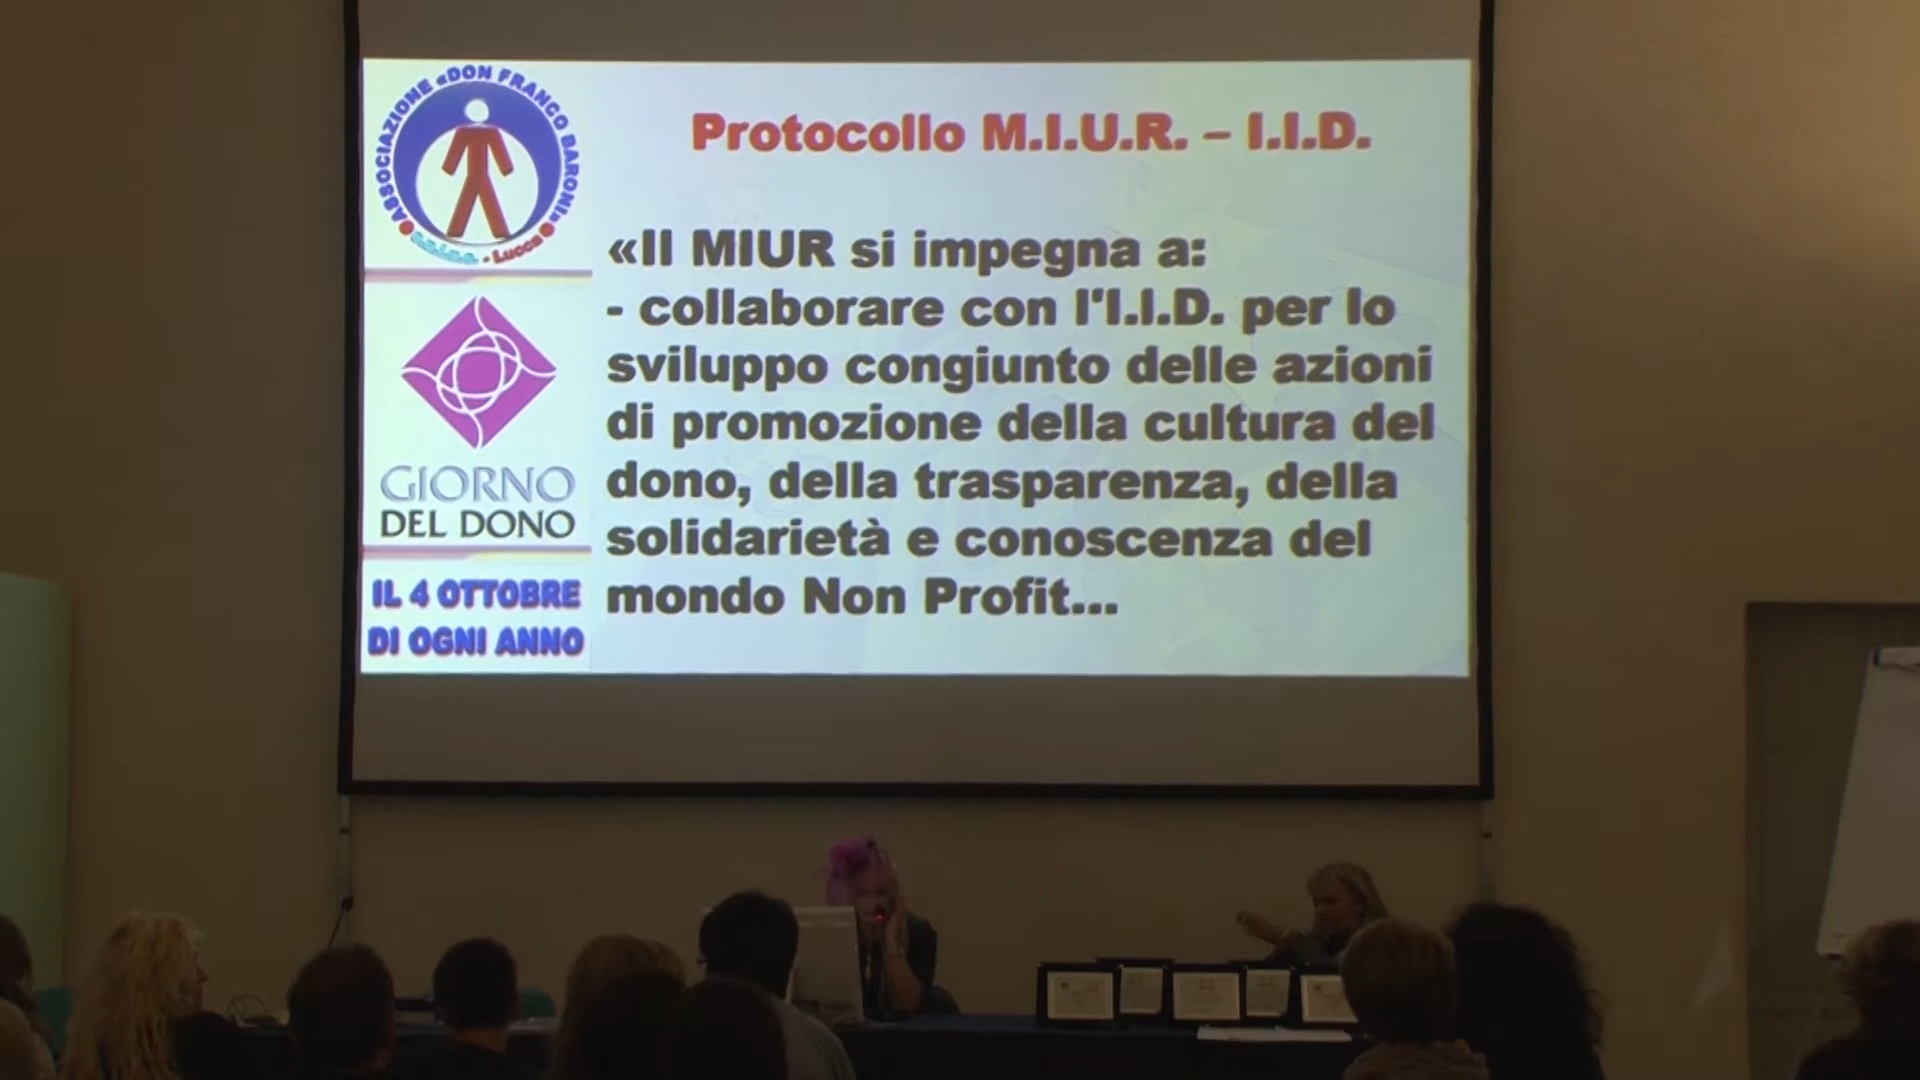 ASSOCIAZIONE «DON FRANCO BARONI»
- Lucca
GIORNO
DEL DONO
IL 4 OTTOBRE
DI OGNI ANNO
Protocollo M.I.U.R. – I.I.D.
«Il MIUR si impegna a:
- collaborare con l'I.I.D. per lo
sviluppo congiunto delle azioni
di promozione della cultura del
dono, della trasparenza, della
solidarietà e conoscenza del
mondo Non Profit...